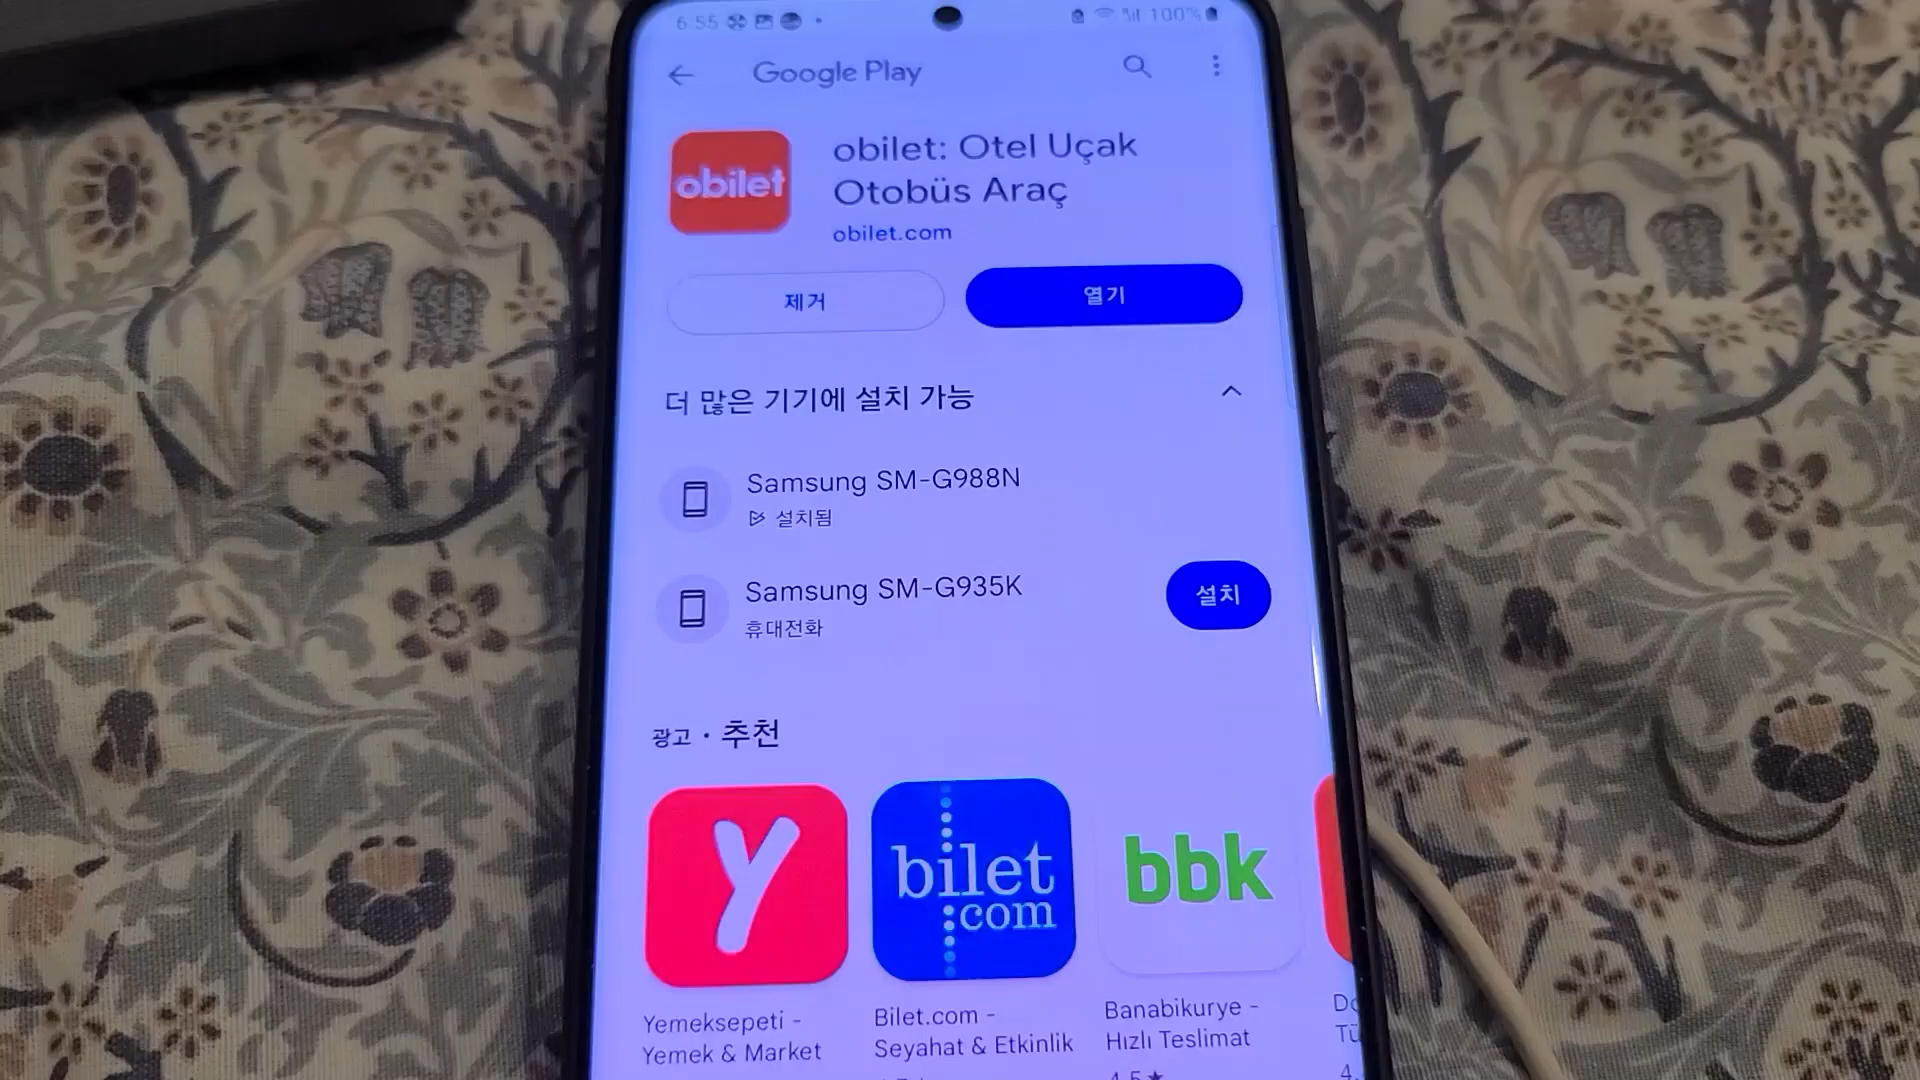 6:55
100%
Google Play
obilet
obilet: Otel Uçak
Otobüs Araç
obilet.com
제거
열기
더 많은 기기에 설치 가능
Samsung SM-G988N
설치됨
Samsung SM-G935K
휴대전화
설치
광고 · 추천
Y
bilet
.com
bbk
Yemeksepeti -
Yemek & Market
Bilet.com -
Seyahat & Etkinlik
Banabikurye -
Hızlı Teslimat
4,5★